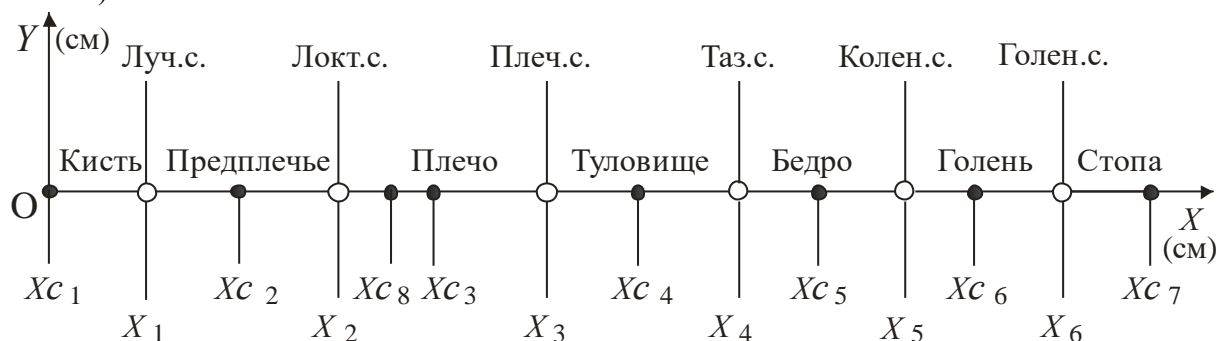 Y (см)
Луч.с. Локт.с. Плеч.с. Таз.с. Колен.с. Голен.с.
Кисть Предплечье Плечо Туловище Бедро Голень Стопа
O
X
(см)
Xc 1 Xc 2 Xc 8 Xc 3 Xc 4 Xc 5 Xc 6 Xc 7
X 1 X 2 X 3 X 4 X 5 X 6